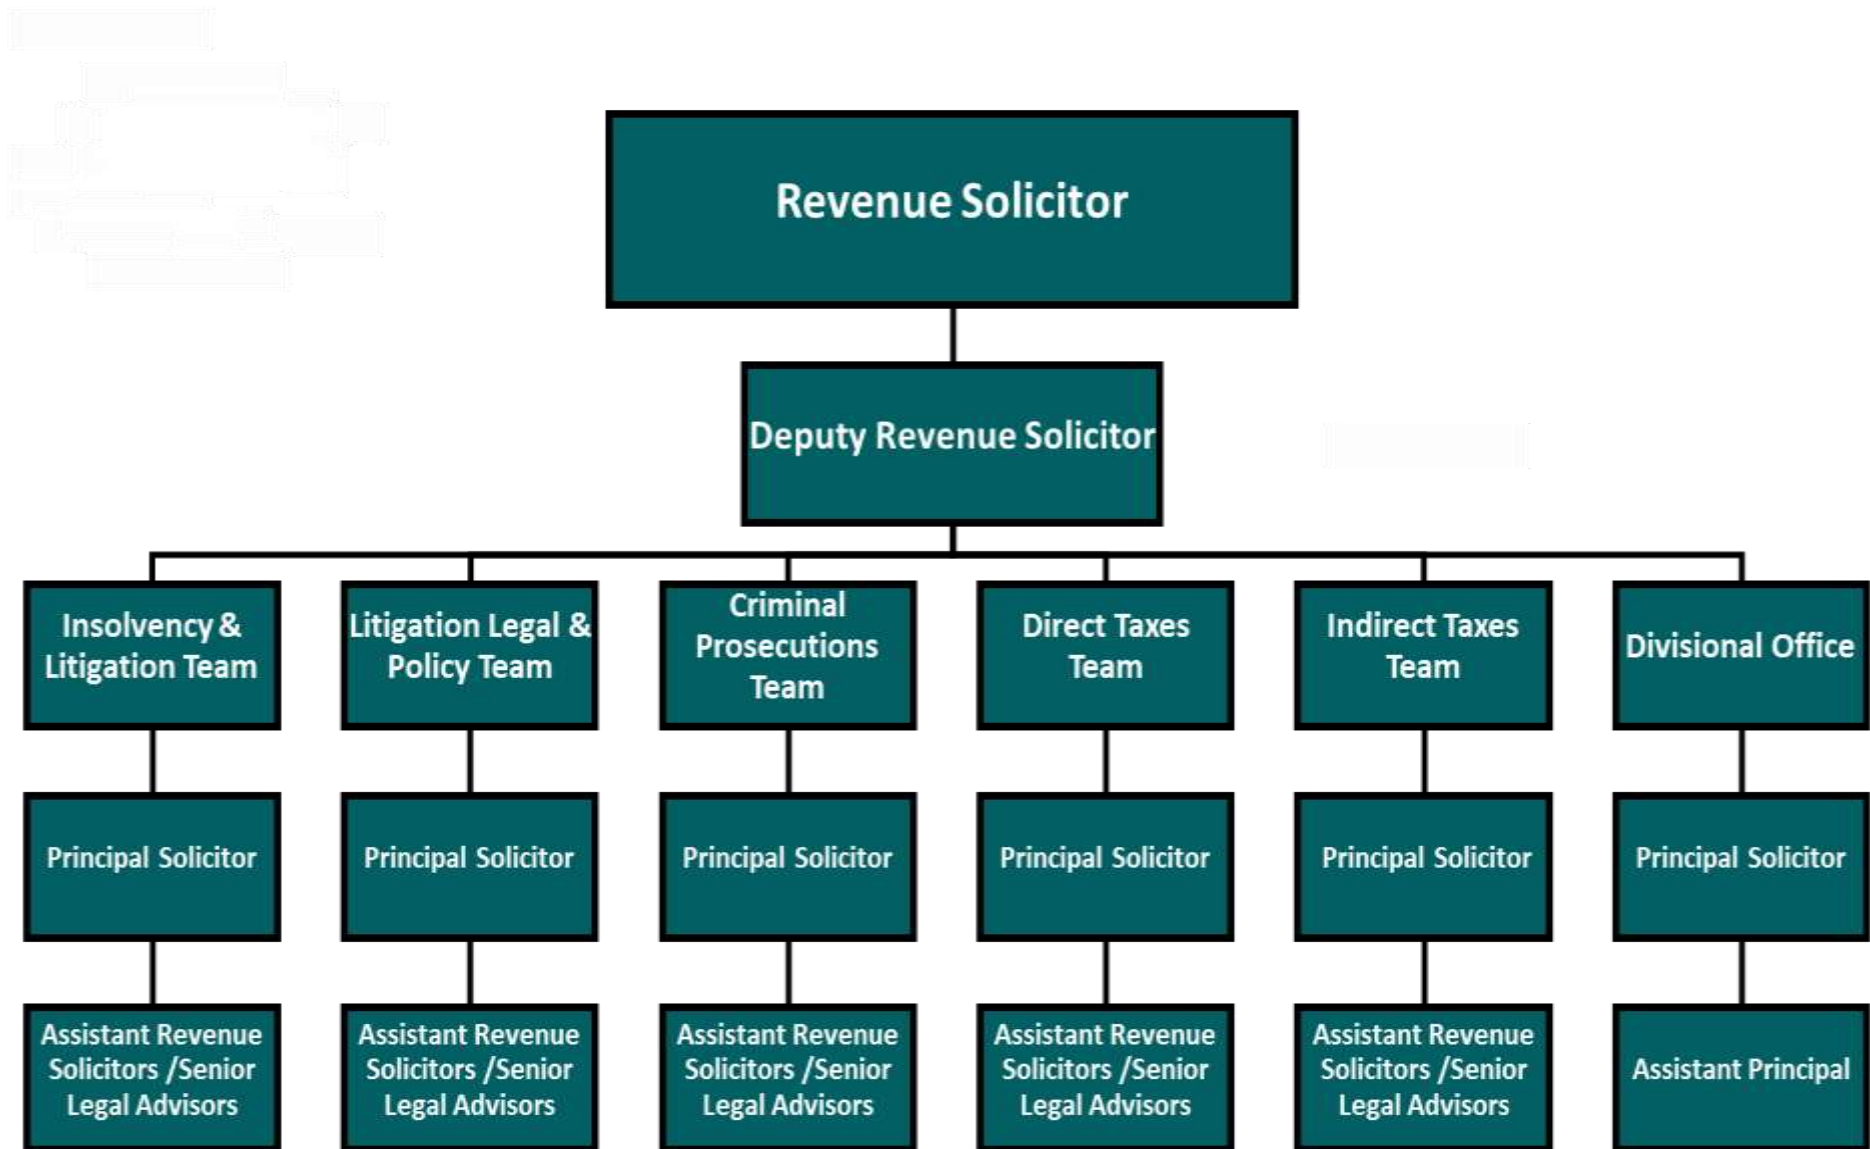 Revenue Solicitor
Deputy Revenue Solicitor
Insolvency &
Litigation Team
Litigation Legal &
Policy Team
Criminal
Prosecutions
Team
Direct Taxes
Team
Indirect Taxes
Team
Divisional Office
Principal Solicitor
Principal Solicitor
Principal Solicitor
Principal Solicitor
Principal Solicitor
Principal Solicitor
Assistant Revenue
Solicitors /Senior
Legal Advisors
Assistant Revenue
Solicitors /Senior
Legal Advisors
Assistant Revenue
Solicitors /Senior
Legal Advisors
Assistant Revenue
Solicitors /Senior
Legal Advisors
Assistant Revenue
Solicitors /Senior
Legal Advisors
Assistant Principal